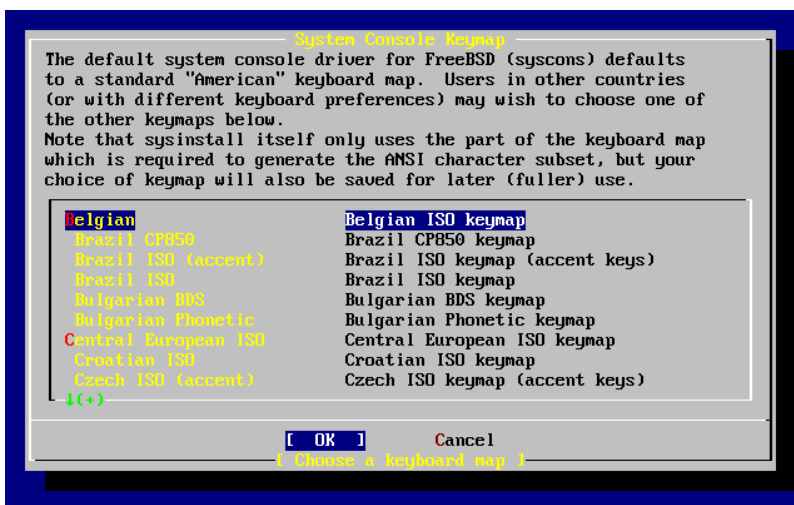 System Console Keymap
The default system console driver for FreeBSD (syscons) defaults
to a standard "American" keyboard map.  Users in other countries
(or with different keyboard preferences) may wish to choose one of
the other keymaps below.
Note that sysinstall itself only uses the part of the keyboard map
which is required to generate the ANSI character subset, but your
choice of keymap will also be saved for later (fuller) use.
Belgian Belgian ISO keymap
Brazil CP850 Brazil CP850 keymap
Brazil ISO (accent) Brazil ISO keymap (accent keys)
Brazil ISO Brazil ISO keymap
Bulgarian BDS Bulgarian BDS keymap
Bulgarian Phonetic Bulgarian Phonetic keymap
Central European ISO Central European ISO keymap
Croatian ISO Croatian ISO keymap
Czech ISO (accent) Czech ISO keymap (accent keys)
↓(+)
[ OK ] Cancel
[ Choose a keyboard map ]